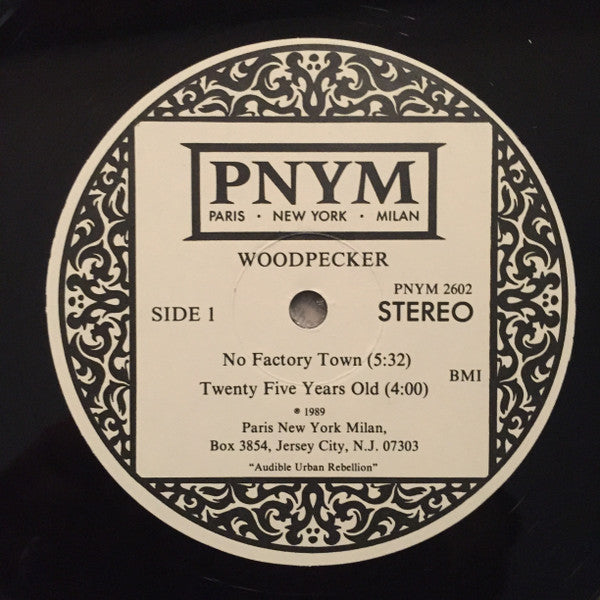 PNYM
PARIS • NEW YORK • MILAN
WOODPECKER
PNYM 2602
SIDE 1 STEREO
No Factory Town (5:32)
Twenty Five Years Old (4:00) BMI
℗ 1989
Paris New York Milan,
Box 3854, Jersey City, N.J. 07303
“Audible Urban Rebellion”